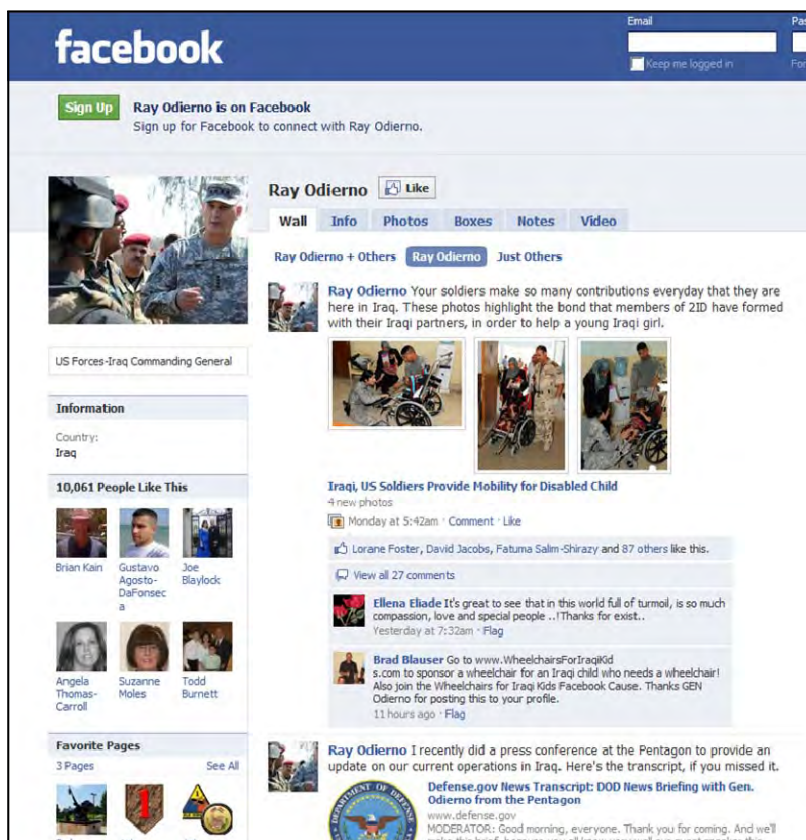 facebook
Email
Keep me logged in
Sign Up
Ray Odierno is on Facebook
Sign up for Facebook to connect with Ray Odierno.
Ray Odierno
Like
Wall Info Photos Boxes Notes Video
Ray Odierno + Others Ray Odierno Just Others
Ray Odierno Your soldiers make so many contributions everyday that they are
here in Iraq. These photos highlight the bond that members of 2ID have formed
with their Iraqi partners, in order to help a young Iraqi girl.
Iraqi, US Soldiers Provide Mobility for Disabled Child
4 new photos
Monday at 5:42am · Comment · Like
Lorane Foster, David Jacobs, Fatuma Salim-Shirazy and 87 others like this.
View all 27 comments
Ellena Eliade It's great to see that in this world full of turmoil, is so much
compassion, love and special people ..!Thanks for exist..
Yesterday at 7:32am · Flag
Brad Blauser Go to www.WheelchairsForIraqiKid
s.com to sponsor a wheelchair for an Iraqi child who needs a wheelchair!
Also join the Wheelchairs for Iraqi Kids Facebook Cause. Thanks GEN
Odierno for posting this to your profile.
11 hours ago · Flag
Ray Odierno I recently did a press conference at the Pentagon to provide an
update on our current operations in Iraq. Here's the transcript, if you missed it.
Defense.gov News Transcript: DOD News Briefing with Gen.
Odierno from the Pentagon
www.defense.gov
MODERATOR: Good morning, everyone. Thank you for coming. And we'll
US Forces-Iraq Commanding General
Information
Country:
Iraq
10,061 People Like This
Brian Kain
Gustavo
Agosto-
DaFonsec
a
Joe
Blaylock
Angela
Thomas-
Carroll
Suzanne
Moles
Todd
Burnett
Favorite Pages
3 Pages See All